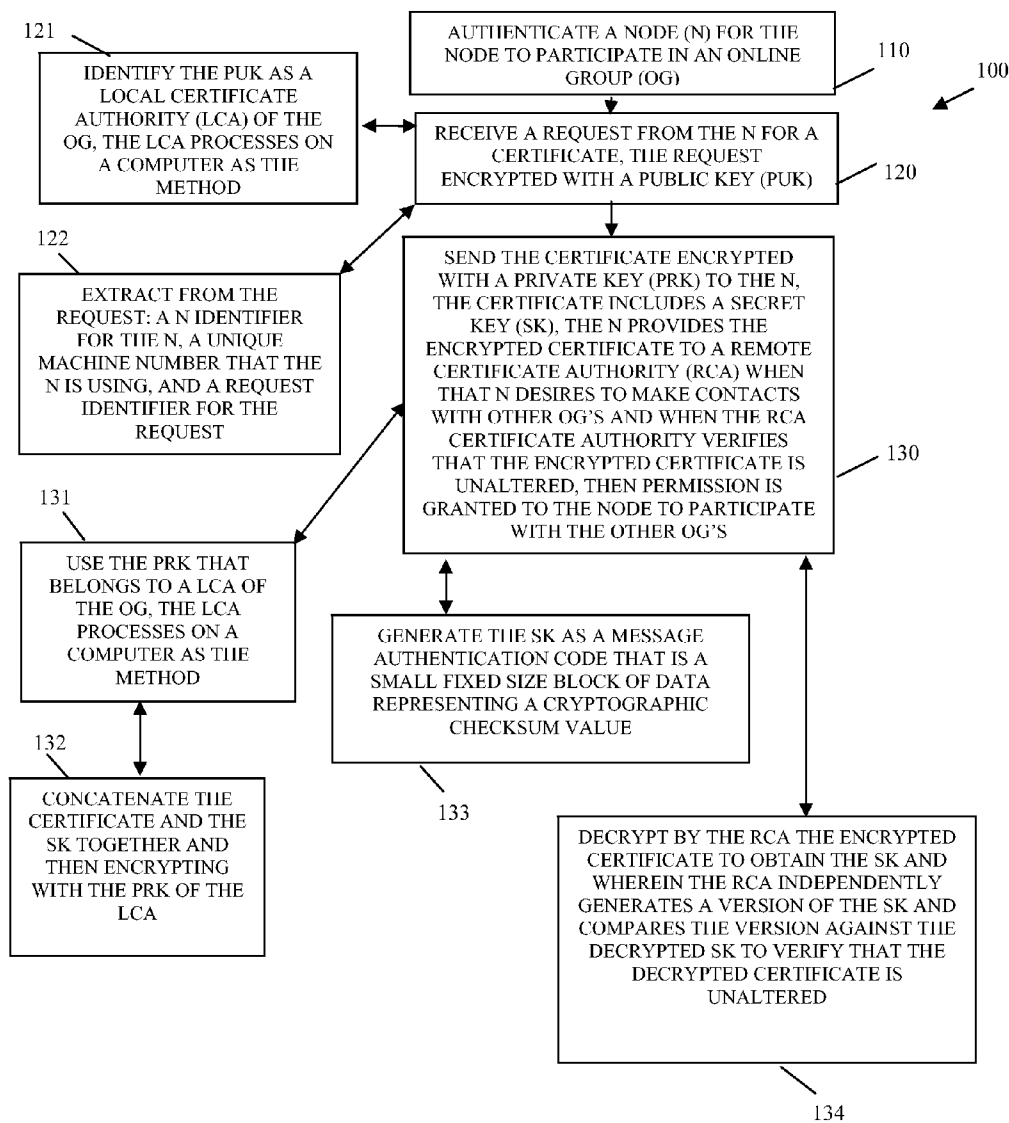 121
IDENTIFY THE PUK AS A
LOCAL CERTIFICATE
AUTHORITY (LCA) OF THE
OG, THE LCA PROCESSES ON
A COMPUTER AS THE
METHOD
AUTHENTICATE A NODE (N) FOR THE
NODE TO PARTICIPATE IN AN ONLINE
GROUP (OG)
110
100
RECEIVE A REQUEST FROM THE N FOR A
CERTIFICATE, THE REQUEST
ENCRYPTED WITH A PUBLIC KEY (PUK)
120
122
EXTRACT FROM THE
REQUEST: A N IDENTIFIER
FOR THE N, A UNIQUE
MACHINE NUMBER THAT THE
N IS USING, AND A REQUEST
IDENTIFIER FOR THE
REQUEST
SEND THE CERTIFICATE ENCRYPTED
WITH A PRIVATE KEY (PRK) TO THE N,
THE CERTIFICATE INCLUDES A SECRET
KEY (SK), THE N PROVIDES THE
ENCRYPTED CERTIFICATE TO A REMOTE
CERTIFICATE AUTHORITY (RCA) WHEN
THAT N DESIRES TO MAKE CONTACTS
WITH OTHER OG'S AND WHEN THE RCA
CERTIFICATE AUTHORITY VERIFIES
THAT THE ENCRYPTED CERTIFICATE IS
UNALTERED, THEN PERMISSION IS
GRANTED TO THE NODE TO PARTICIPATE
WITH THE OTHER OG'S
130
131
USE THE PRK THAT
BELONGS TO A LCA OF
THE OG, THE LCA
PROCESSES ON A
COMPUTER AS THE
METHOD
GENERATE THE SK AS A MESSAGE
AUTHENTICATION CODE THAT IS A
SMALL FIXED SIZE BLOCK OF DATA
REPRESENTING A CRYPTOGRAPHIC
CHECKSUM VALUE
133
132
CONCATENATE THE
CERTIFICATE AND THE
SK TOGETHER AND
THEN ENCRYPTING
WITH THE PRK OF THE
LCA
DECRYPT BY THE RCA THE ENCRYPTED
CERTIFICATE TO OBTAIN THE SK AND
WHEREIN THE RCA INDEPENDENTLY
GENERATES A VERSION OF THE SK AND
COMPARES THE VERSION AGAINST THE
DECRYPTED SK TO VERIFY THAT THE
DECRYPTED CERTIFICATE IS
UNALTERED
134